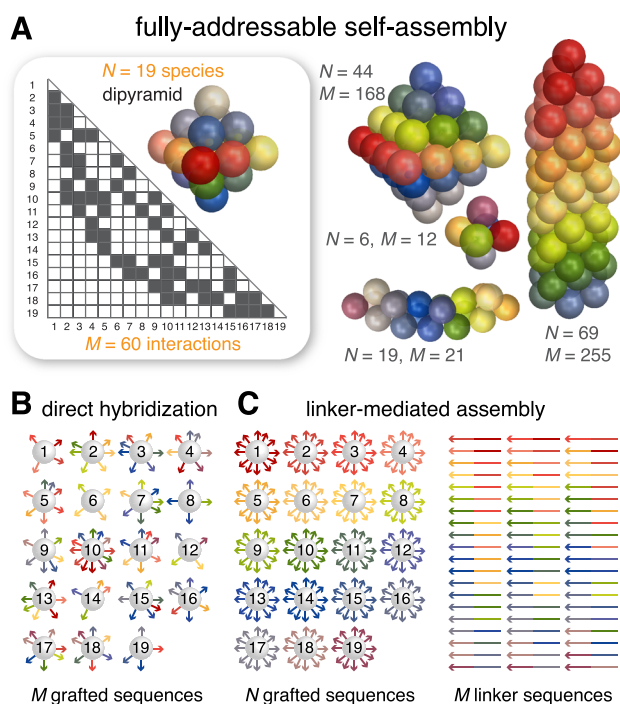 A fully-addressable self-assembly
N = 19 species
dipyramid
1
2
3
4
5
6
7
8
9
10
11
12
13
14
15
16
17
18
19
1 2 3 4 5 6 7 8 9 10 11 12 13 14 15 16 17 18 19
M = 60 interactions
N = 44
M = 168
N = 6, M = 12
N = 19, M = 21
N = 69
M = 255
B direct hybridization
1 2 3 4
5 6 7 8
9 10 11 12
13 14 15 16
17 18 19
M grafted sequences
C linker-mediated assembly
1 2 3 4
5 6 7 8
9 10 11 12
13 14 15 16
17 18 19
N grafted sequences
M linker sequences